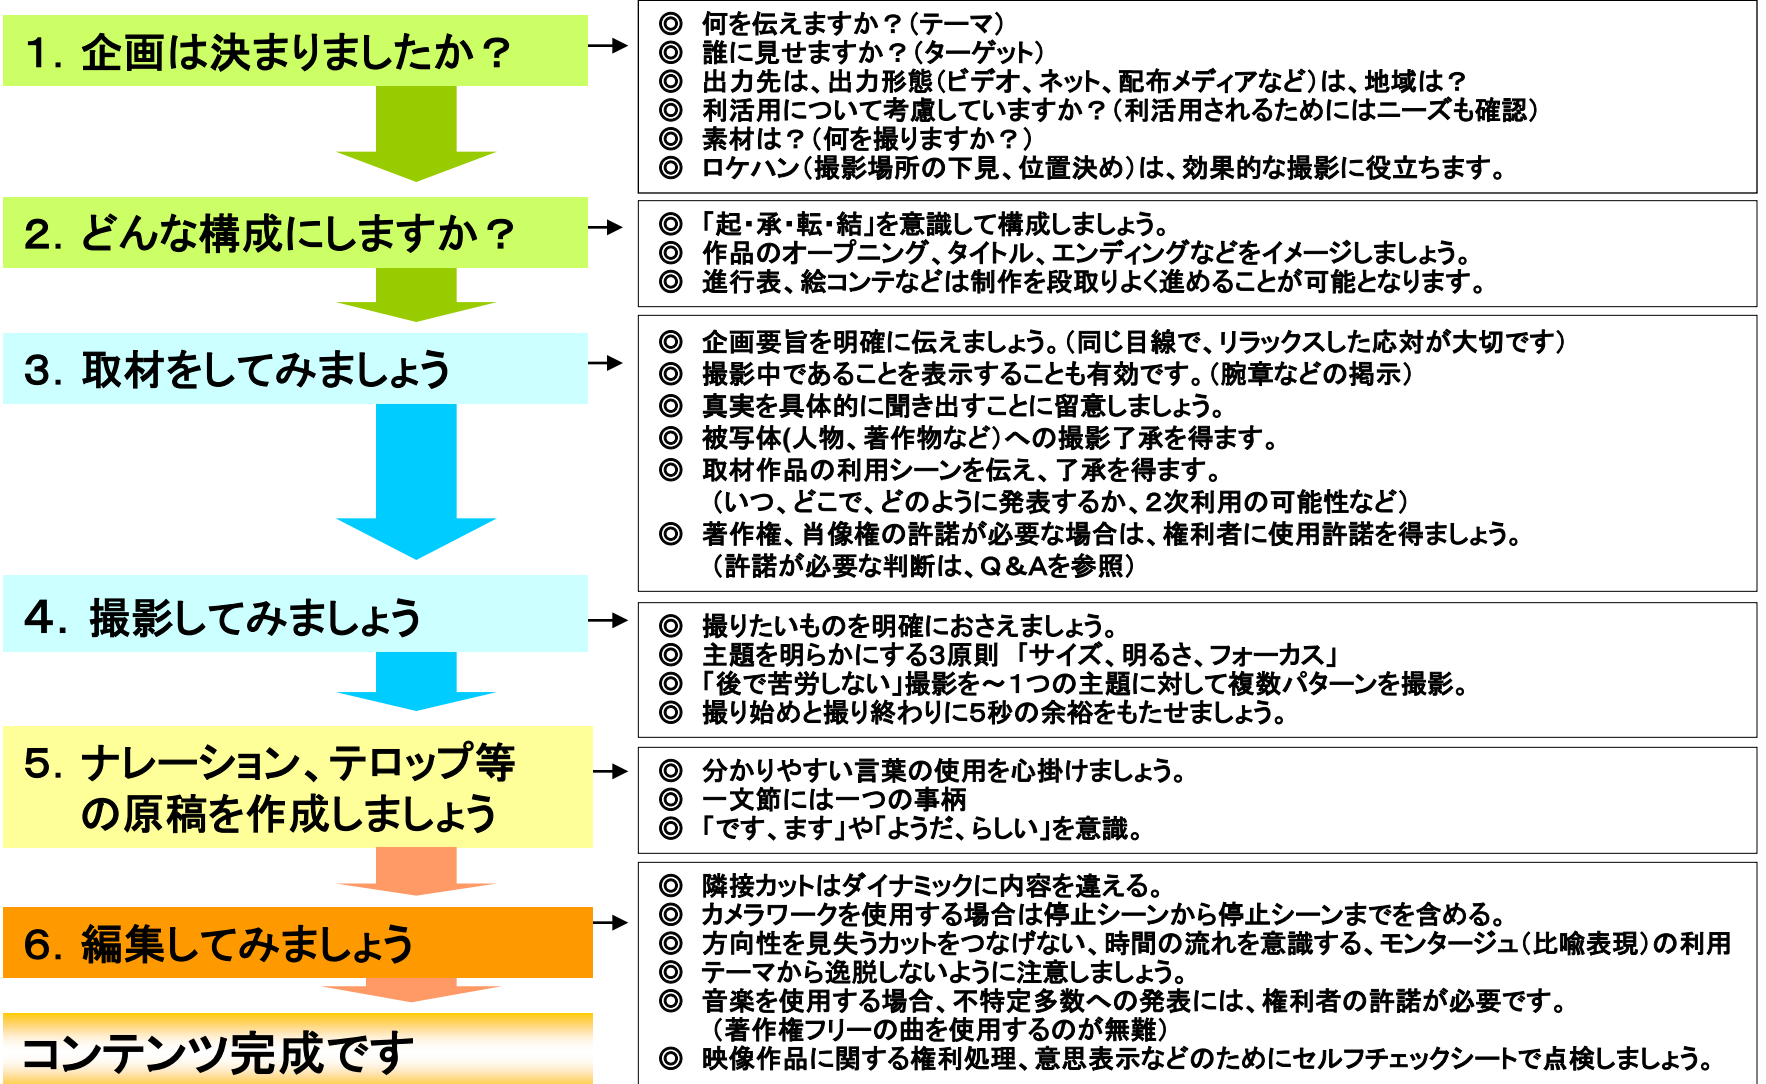 1．企画は決まりましたか？
◎ 何を伝えますか？（テーマ）
◎ 誰に見せますか？（ターゲット）
◎ 出力先は、出力形態（ビデオ、ネット、配布メディアなど）は、地域は？
◎ 利活用について考慮していますか？（利活用されるためにはニーズも確認）
◎ 素材は？（何を撮りますか？）
◎ ロケハン（撮影場所の下見、位置決め）は、効果的な撮影に役立ちます。
2．どんな構成にしますか？
◎ 「起・承・転・結」を意識して構成しましょう。
◎ 作品のオープニング、タイトル、エンディングなどをイメージしましょう。
◎ 進行表、絵コンテなどは制作を段取りよく進めることが可能となります。
3．取材をしてみましょう
◎ 企画要旨を明確に伝えましょう。（同じ目線で、リラックスした応対が大切です）
◎ 撮影中であることを表示することも有効です。（腕章などの掲示）
◎ 真実を具体的に聞き出すことに留意しましょう。
◎ 被写体(人物、著作物など）への撮影了承を得ます。
◎ 取材作品の利用シーンを伝え、了承を得ます。
（いつ、どこで、どのように発表するか、２次利用の可能性など）
◎ 著作権、肖像権の許諾が必要な場合は、権利者に使用許諾を得ましょう。
（許諾が必要な判断は、Ｑ＆Ａを参照）
4．撮影してみましょう
◎ 撮りたいものを明確におさえましょう。
◎ 主題を明らかにする３原則 「サイズ、明るさ、フォーカス」
◎ 「後で苦労しない」撮影を～１つの主題に対して複数パターンを撮影。
◎ 撮り始めと撮り終わりに５秒の余裕をもたせましょう。
5．ナレーション、テロップ等
の原稿を作成しましょう
◎ 分かりやすい言葉の使用を心掛けましょう。
◎ 一文節には一つの事柄
◎ 「です、ます」や「ようだ、らしい」を意識。
6．編集してみましょう
◎ 隣接カットはダイナミックに内容を違える。
◎ カメラワークを使用する場合は停止シーンから停止シーンまでを含める。
◎ 方向性を見失うカットをつなげない、時間の流れを意識する、モンタージュ（比喩表現）の利用
◎ テーマから逸脱しないように注意しましょう。
◎ 音楽を使用する場合、不特定多数への発表には、権利者の許諾が必要です。
（著作権フリーの曲を使用するのが無難）
◎ 映像作品に関する権利処理、意思表示などのためにセルフチェックシートで点検しましょう。
コンテンツ完成です